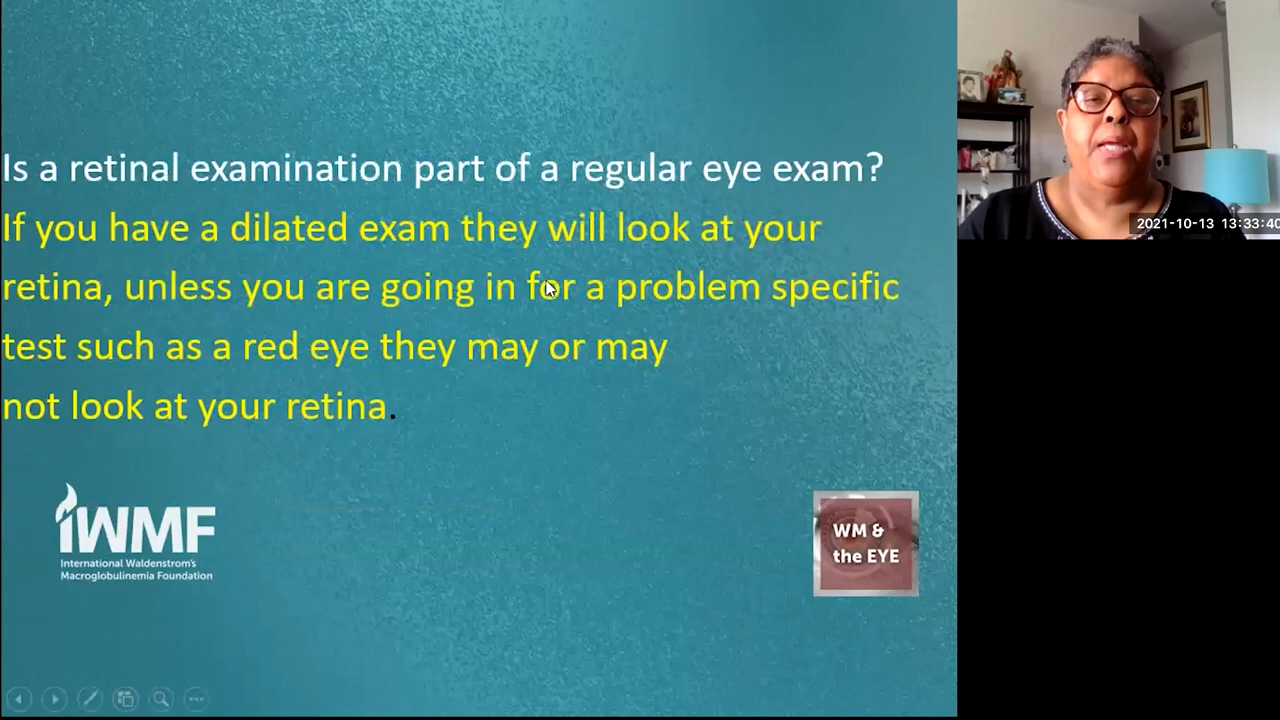 Is a retinal examination part of a regular eye exam?
If you have a dilated exam they will look at your
retina, unless you are going in for a problem specific
test such as a red eye they may or may
not look at your retina.
iWMF
International Waldenstrom's
Macroglobulinemia Foundation
WM &
the EYE
2021-10-13 13:33:40